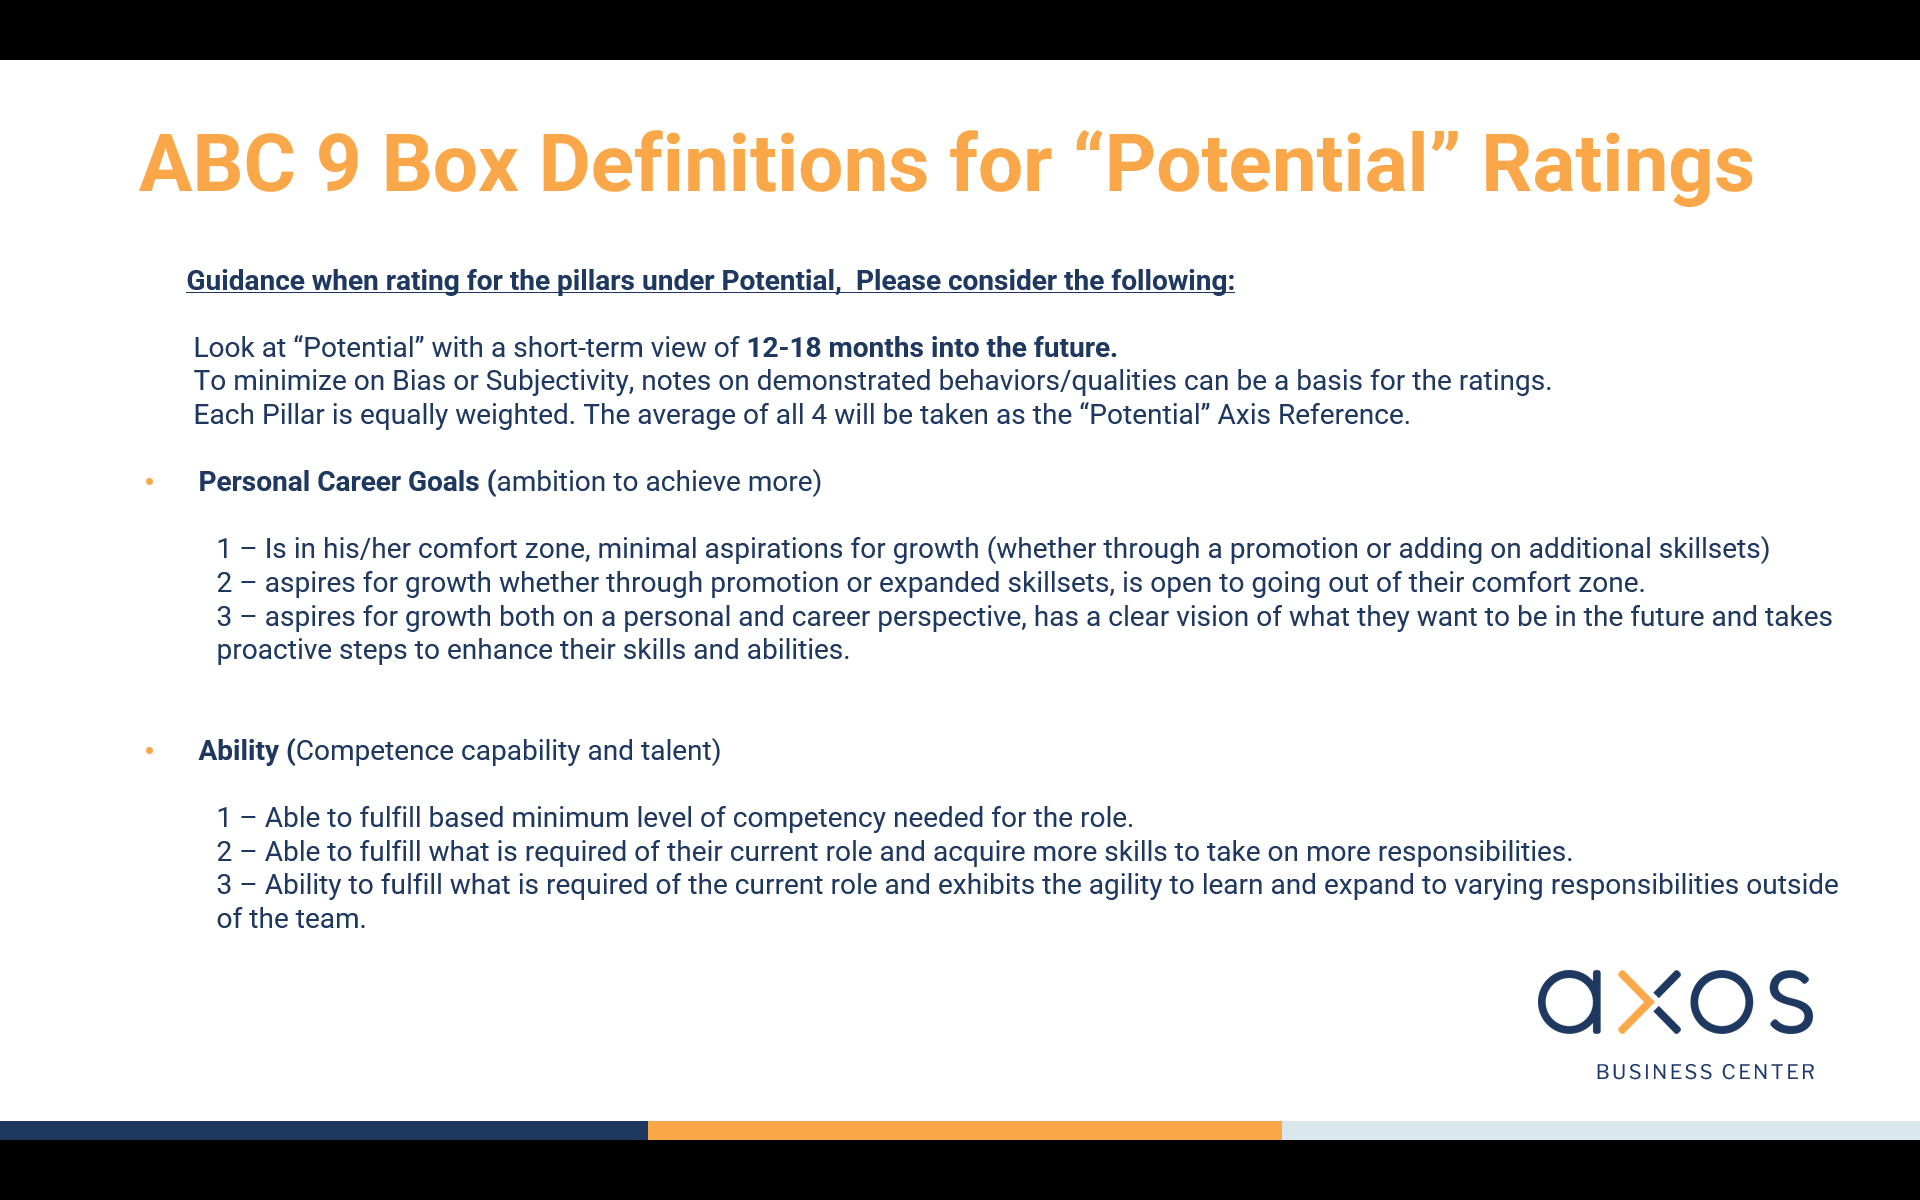 ABC 9 Box Definitions for “Potential” Ratings
Guidance when rating for the pillars under Potential,  Please consider the following:
Look at “Potential” with a short-term view of 12-18 months into the future.
To minimize on Bias or Subjectivity, notes on demonstrated behaviors/qualities can be a basis for the ratings.
Each Pillar is equally weighted. The average of all 4 will be taken as the “Potential” Axis Reference.
• Personal Career Goals (ambition to achieve more)
1 – Is in his/her comfort zone, minimal aspirations for growth (whether through a promotion or adding on additional skillsets)
2 – aspires for growth whether through promotion or expanded skillsets, is open to going out of their comfort zone.
3 – aspires for growth both on a personal and career perspective, has a clear vision of what they want to be in the future and takes
proactive steps to enhance their skills and abilities.
• Ability (Competence capability and talent)
1 – Able to fulfill based minimum level of competency needed for the role.
2 – Able to fulfill what is required of their current role and acquire more skills to take on more responsibilities.
3 – Ability to fulfill what is required of the current role and exhibits the agility to learn and expand to varying responsibilities outside
of the team.
axos
BUSINESS CENTER